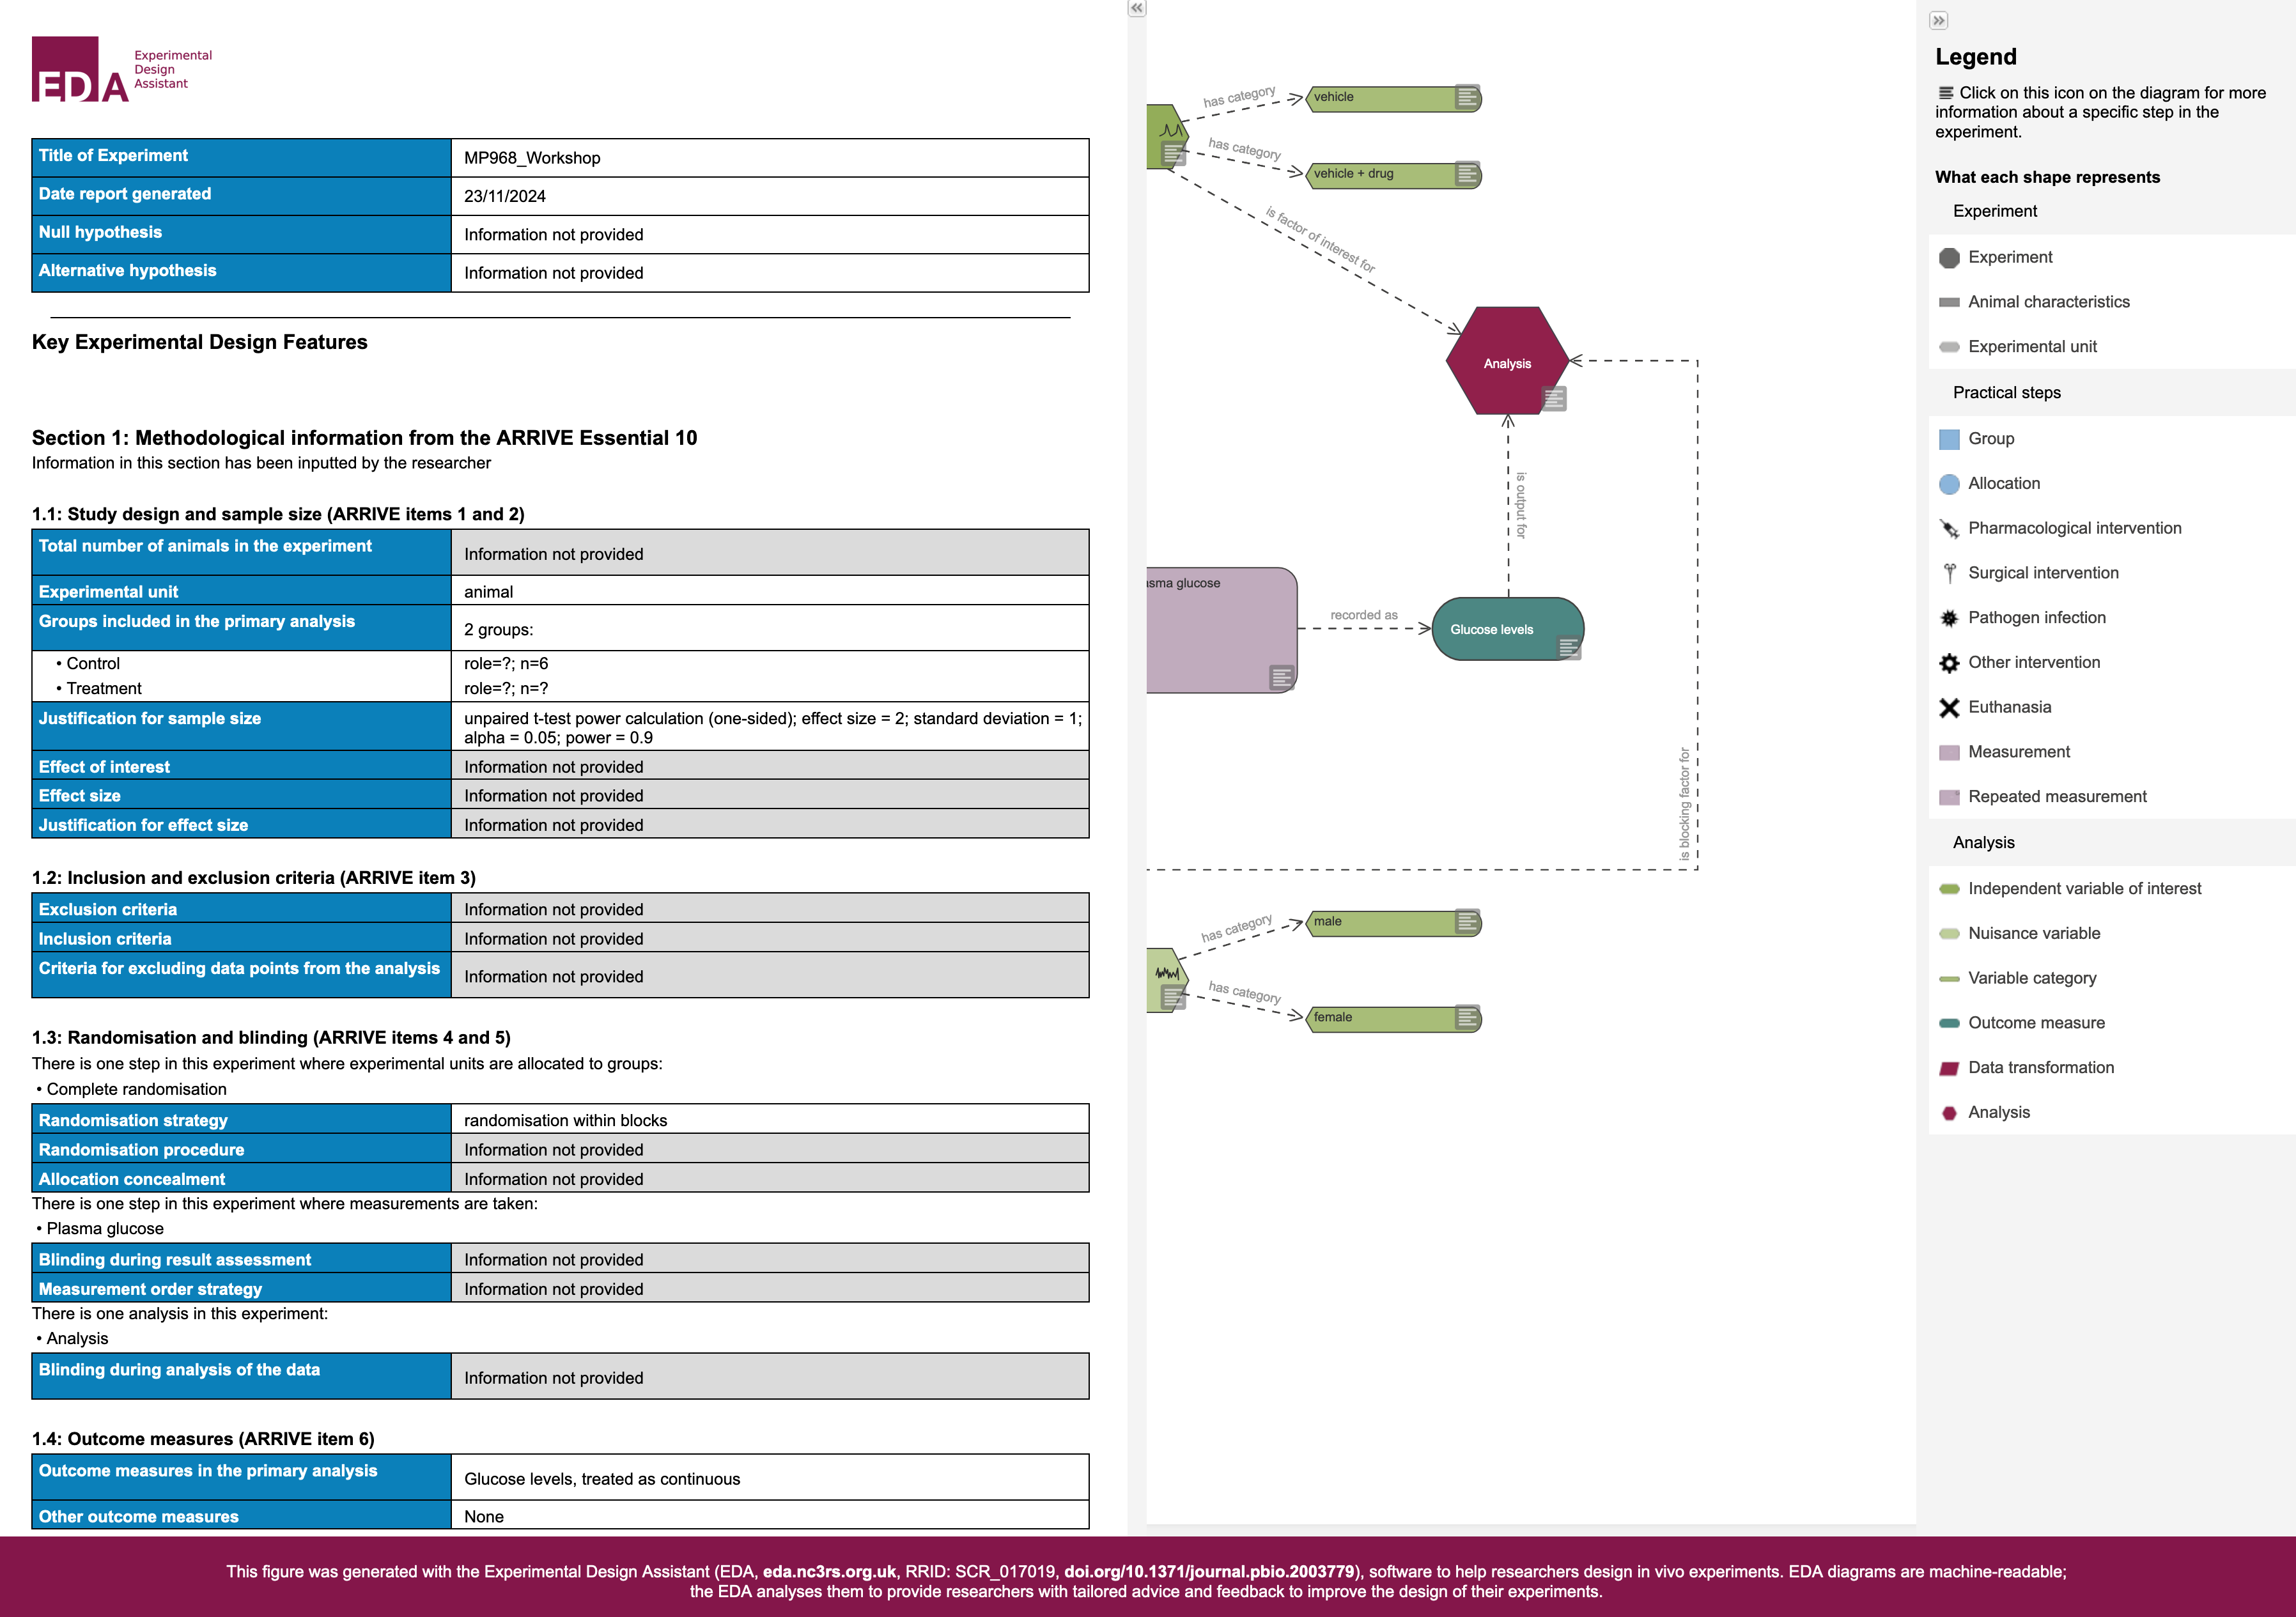 EDA
Experimental
Design
Assistant
Title of Experiment
MP968_Workshop
Date report generated
23/11/2024
Null hypothesis
Information not provided
Alternative hypothesis
Information not provided
Key Experimental Design Features
Section 1: Methodological information from the ARRIVE Essential 10
Information in this section has been inputted by the researcher
1.1: Study design and sample size (ARRIVE items 1 and 2)
Total number of animals in the experiment
Information not provided
Experimental unit
animal
Groups included in the primary analysis
2 groups:
• Control
role=?; n=6
• Treatment
role=?; n=?
Justification for sample size
unpaired t-test power calculation (one-sided); effect size = 2; standard deviation = 1;
alpha = 0.05; power = 0.9
Effect of interest
Information not provided
Effect size
Information not provided
Justification for effect size
Information not provided
1.2: Inclusion and exclusion criteria (ARRIVE item 3)
Exclusion criteria
Information not provided
Inclusion criteria
Information not provided
Criteria for excluding data points from the analysis
Information not provided
1.3: Randomisation and blinding (ARRIVE items 4 and 5)
There is one step in this experiment where experimental units are allocated to groups:
• Complete randomisation
Randomisation strategy
randomisation within blocks
Randomisation procedure
Information not provided
Allocation concealment
Information not provided
There is one step in this experiment where measurements are taken:
• Plasma glucose
Blinding during result assessment
Information not provided
Measurement order strategy
Information not provided
There is one analysis in this experiment:
• Analysis
Blinding during analysis of the data
Information not provided
1.4: Outcome measures (ARRIVE item 6)
Outcome measures in the primary analysis
Glucose levels, treated as continuous
Other outcome measures
None
has category
vehicle
has category
vehicle + drug
is factor of interest for
Analysis
is output for
asma glucose
recorded as
Glucose levels
is blocking factor for
has category
male
has category
female
Legend
Click on this icon on the diagram for more
information about a specific step in the
experiment.
What each shape represents
Experiment
Experiment
Animal characteristics
Experimental unit
Practical steps
Group
Allocation
Pharmacological intervention
Surgical intervention
Pathogen infection
Other intervention
Euthanasia
Measurement
Repeated measurement
Analysis
Independent variable of interest
Nuisance variable
Variable category
Outcome measure
Data transformation
Analysis
This figure was generated with the Experimental Design Assistant (EDA, eda.nc3rs.org.uk, RRID: SCR_017019, doi.org/10.1371/journal.pbio.2003779), software to help researchers design in vivo experiments. EDA diagrams are machine-readable;
the EDA analyses them to provide researchers with tailored advice and feedback to improve the design of their experiments.